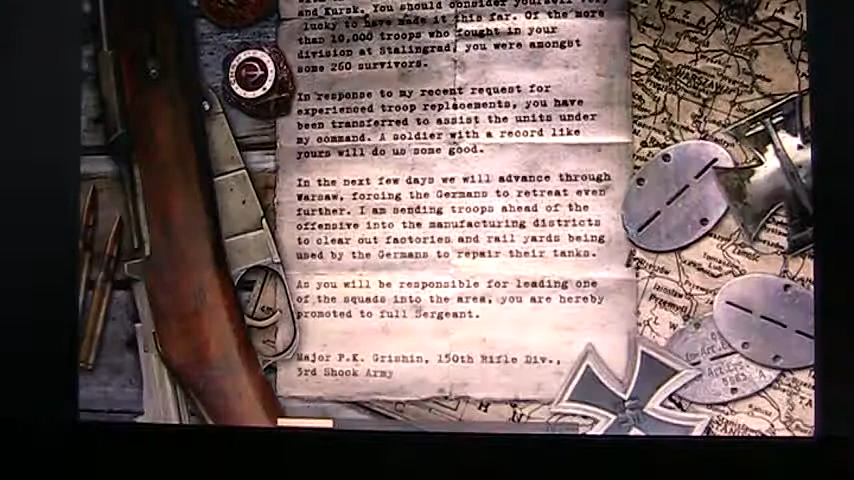 and Kursk. You should consider yourself very
lucky to have made it this far. Of the more
than 10,000 troops who fought in your
division at Stalingrad, you were amongst
some 260 survivors.
In response to my recent request for
experienced troop replacements, you have
been transferred to assist the units under
my command. A soldier with a record like
yours will do us some good.
In the next few days we will advance through
Warsaw, forcing the Germans to retreat even
further. I am sending troops ahead of the
offensive into the manufacturing districts
to clear out factories and rail yards being
used by the Germans to repair their tanks.
As you will be responsible for leading one
of the squads into the area, you are hereby
promoted to full Sergeant.
Major P.K. Grishin, 150th Rifle Div.,
3rd Shock Army
WARSZAWA
Przemyśl